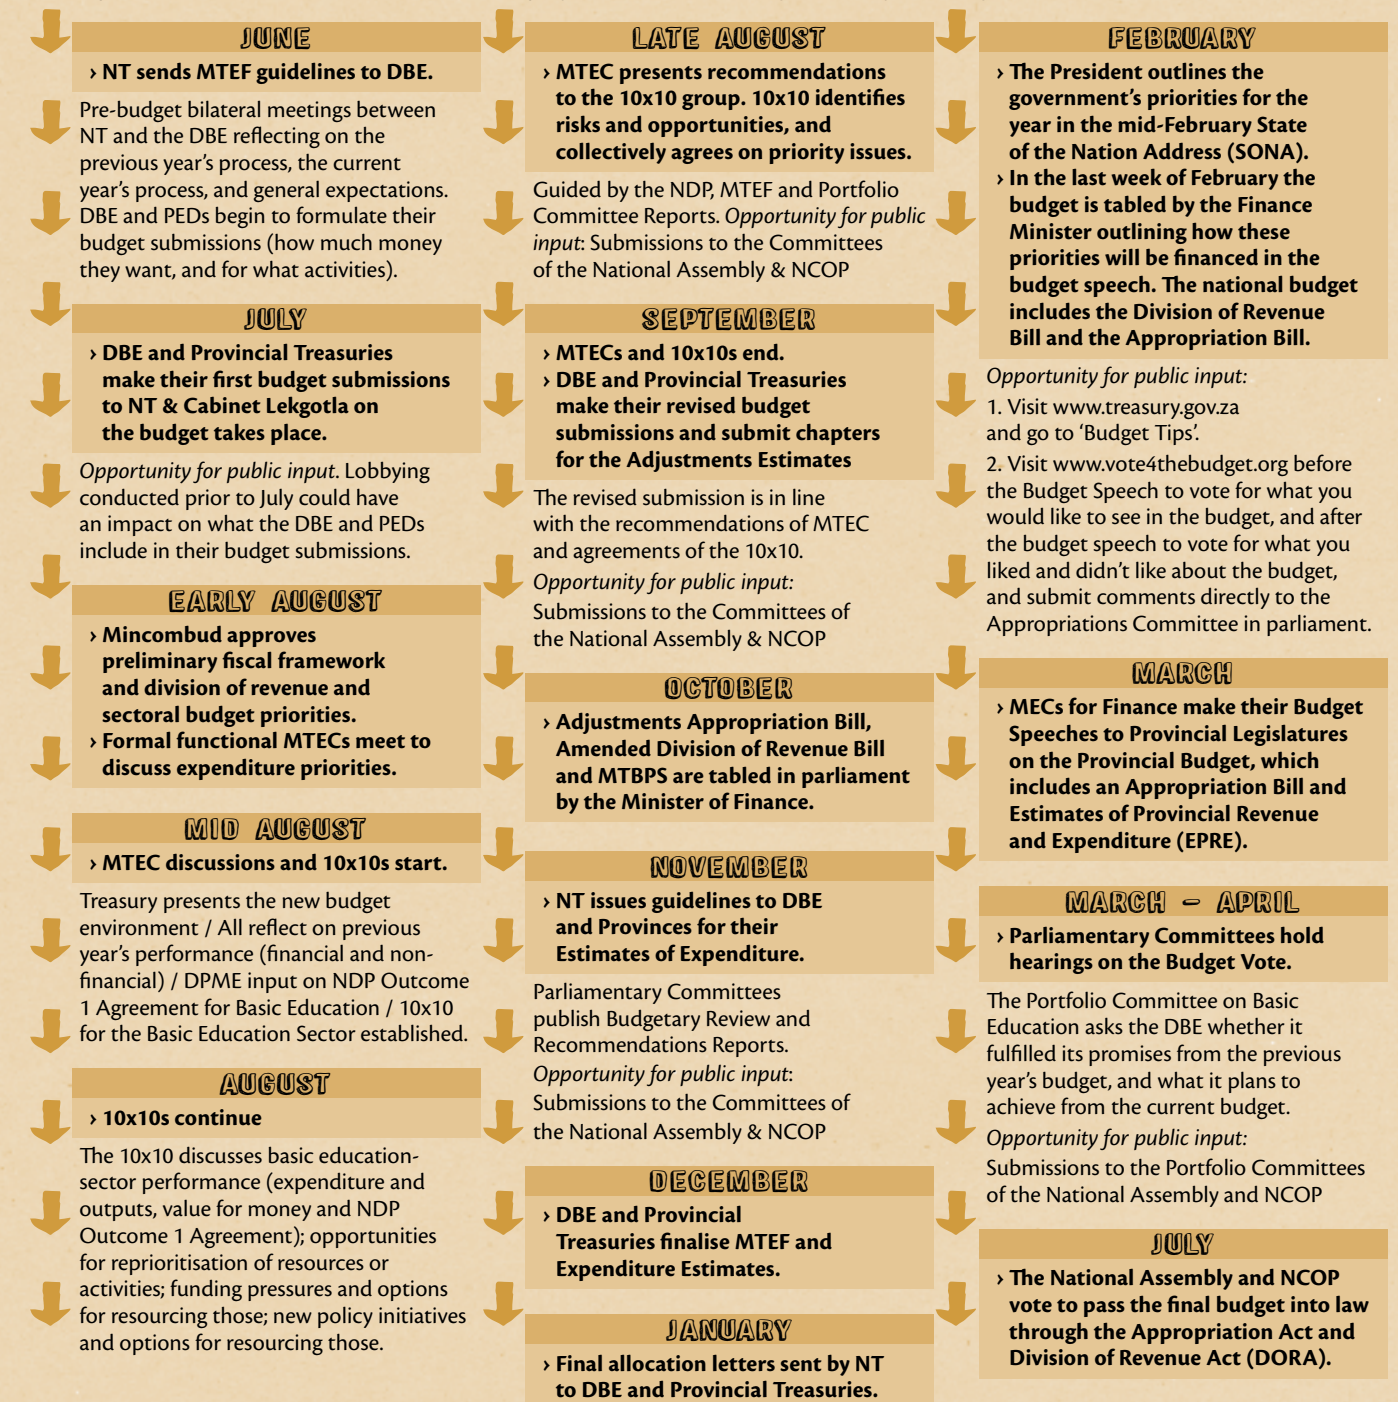 JUNE
› NT sends MTEF guidelines to DBE.
Pre-budget bilateral meetings between
NT and the DBE reflecting on the
previous year's process, the current
year's process, and general expectations.
DBE and PEDs begin to formulate their
budget submissions (how much money
they want, and for what activities).
JULY
› DBE and Provincial Treasuries
make their first budget submissions
to NT & Cabinet Lekgotla on
the budget takes place.
Opportunity for public input. Lobbying
conducted prior to July could have
an impact on what the DBE and PEDs
include in their budget submissions.
EARLY AUGUST
› Mincombud approves
preliminary fiscal framework
and division of revenue and
sectoral budget priorities.
› Formal functional MTECs meet to
discuss expenditure priorities.
MID AUGUST
› MTEC discussions and 10x10s start.
Treasury presents the new budget
environment / All reflect on previous
year's performance (financial and non-
financial) / DPME input on NDP Outcome
1 Agreement for Basic Education / 10x10
for the Basic Education Sector established.
AUGUST
› 10x10s continue
The 10x10 discusses basic education-
sector performance (expenditure and
outputs, value for money and NDP
Outcome 1 Agreement); opportunities
for reprioritisation of resources or
activities; funding pressures and options
for resourcing those; new policy initiatives
and options for resourcing those.
LATE AUGUST
› MTEC presents recommendations
to the 10x10 group. 10x10 identifies
risks and opportunities, and
collectively agrees on priority issues.
Guided by the NDP, MTEF and Portfolio
Committee Reports. Opportunity for public
input: Submissions to the Committees
of the National Assembly & NCOP
SEPTEMBER
› MTECs and 10x10s end.
› DBE and Provincial Treasuries
make their revised budget
submissions and submit chapters
for the Adjustments Estimates
The revised submission is in line
with the recommendations of MTEC
and agreements of the 10x10.
Opportunity for public input:
Submissions to the Committees of
the National Assembly & NCOP
OCTOBER
› Adjustments Appropriation Bill,
Amended Division of Revenue Bill
and MTBPS are tabled in parliament
by the Minister of Finance.
NOVEMBER
› NT issues guidelines to DBE
and Provinces for their
Estimates of Expenditure.
Parliamentary Committees
publish Budgetary Review and
Recommendations Reports.
Opportunity for public input:
Submissions to the Committees of
the National Assembly & NCOP
DECEMBER
› DBE and Provincial
Treasuries finalise MTEF and
Expenditure Estimates.
JANUARY
› Final allocation letters sent by NT
to DBE and Provincial Treasuries.
FEBRUARY
› The President outlines the
government's priorities for the
year in the mid-February State
of the Nation Address (SONA).
› In the last week of February the
budget is tabled by the Finance
Minister outlining how these
priorities will be financed in the
budget speech. The national budget
includes the Division of Revenue
Bill and the Appropriation Bill.
Opportunity for public input:
1. Visit www.treasury.gov.za
and go to 'Budget Tips'.
2. Visit www.vote4thebudget.org before
the Budget Speech to vote for what you
would like to see in the budget, and after
the budget speech to vote for what you
liked and didn't like about the budget,
and submit comments directly to the
Appropriations Committee in parliament.
MARCH
› MECs for Finance make their Budget
Speeches to Provincial Legislatures
on the Provincial Budget, which
includes an Appropriation Bill and
Estimates of Provincial Revenue
and Expenditure (EPRE).
MARCH – APRIL
› Parliamentary Committees hold
hearings on the Budget Vote.
The Portfolio Committee on Basic
Education asks the DBE whether it
fulfilled its promises from the previous
year's budget, and what it plans to
achieve from the current budget.
Opportunity for public input:
Submissions to the Portfolio Committees
of the National Assembly and NCOP
JULY
› The National Assembly and NCOP
vote to pass the final budget into law
through the Appropriation Act and
Division of Revenue Act (DORA).